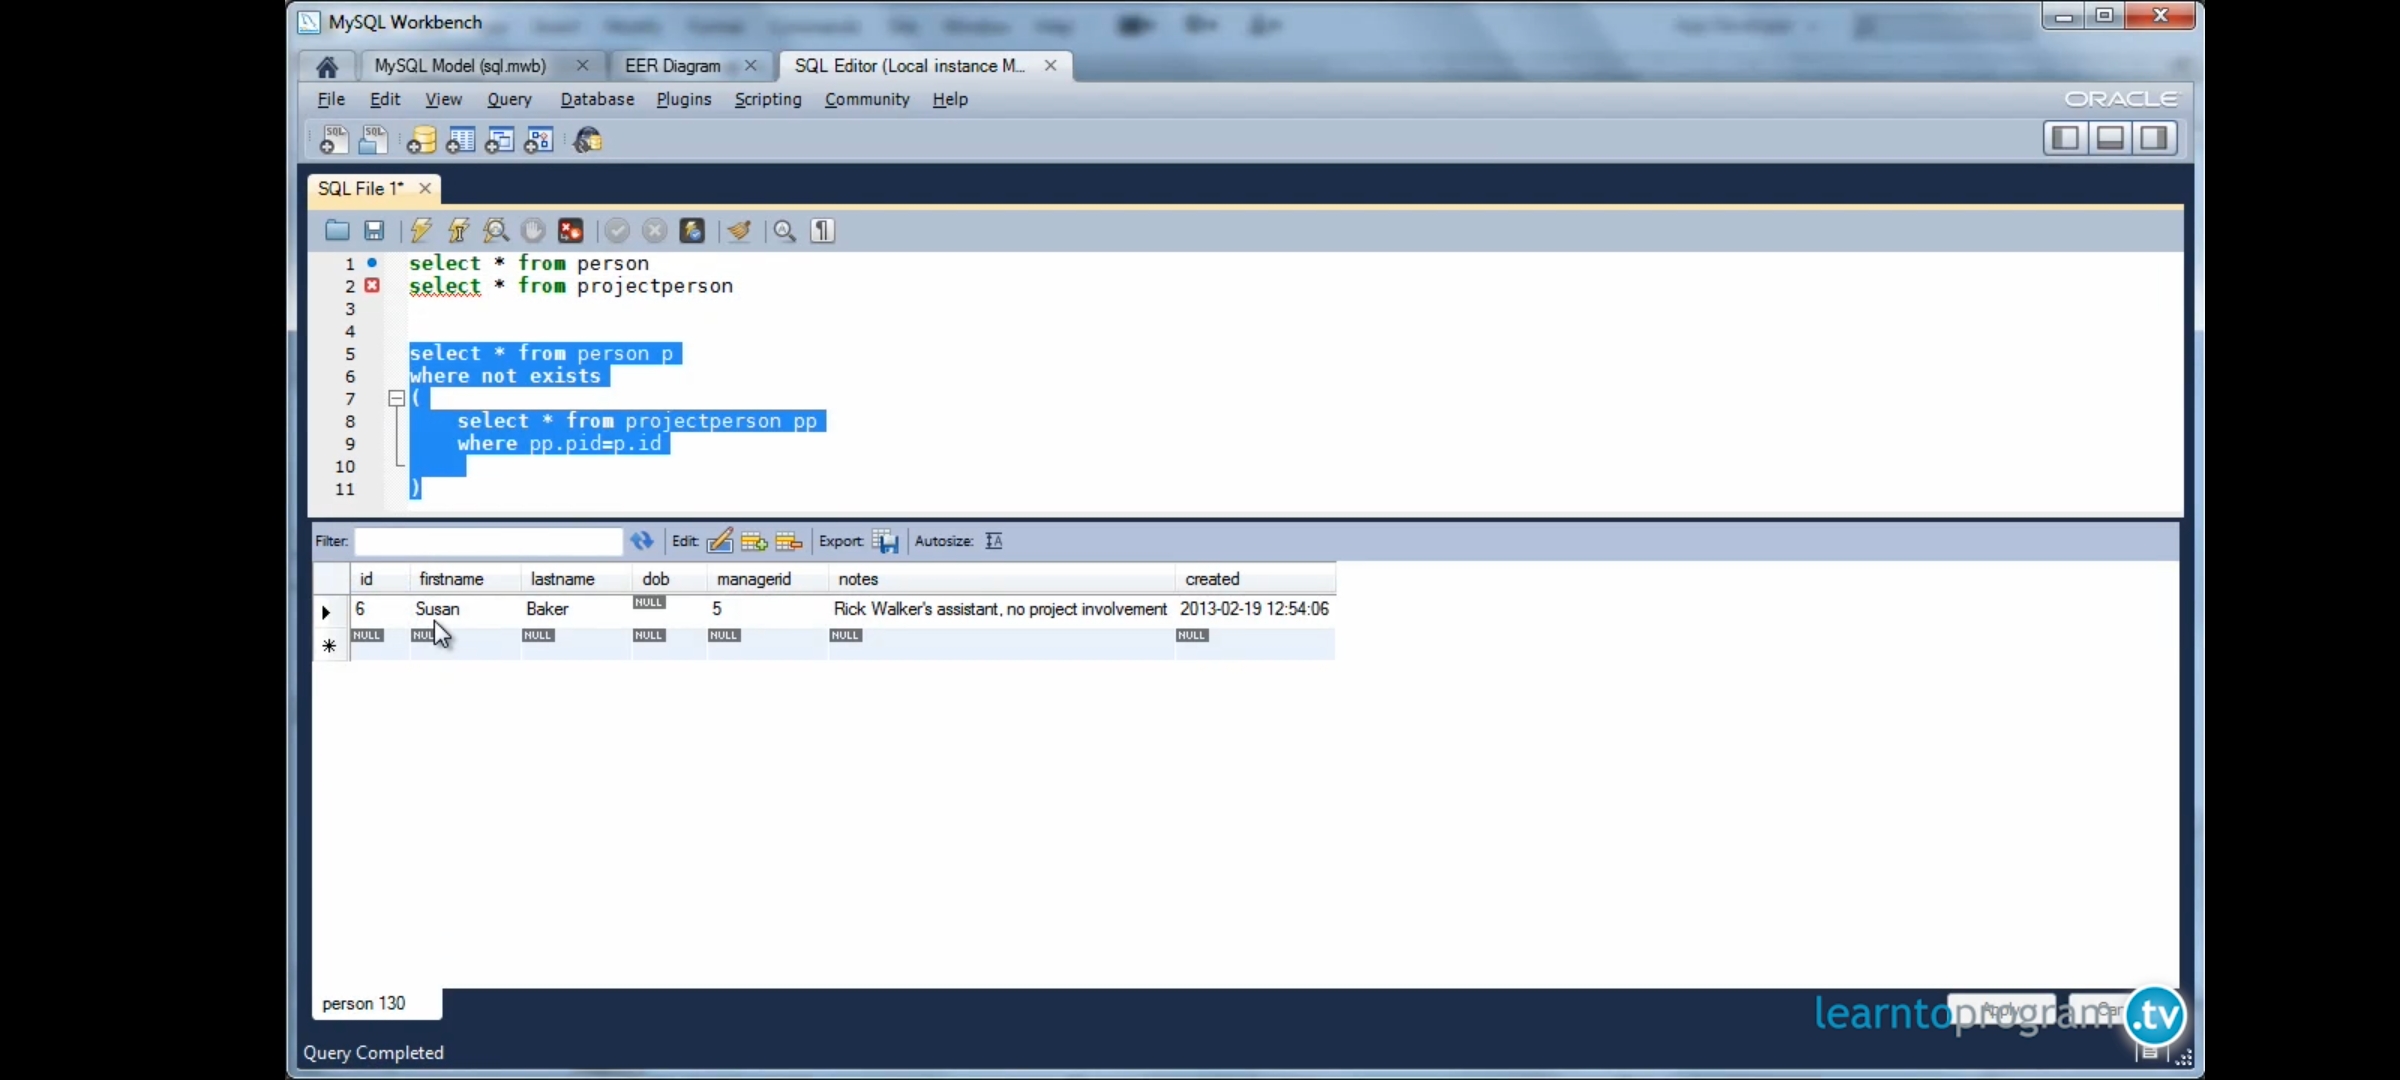 MySQL Workbench
MySQL Model (sql.mwb) EER Diagram SQL Editor (Local instance M...
File Edit View Query Database Plugins Scripting Community Help
ORACLE
SQL File 1*
1 select * from person
2 select * from projectperson
3
4
5 select * from person p
6 where not exists
7 (
8 select * from projectperson pp
9 where pp.pid=p.id
10
11 )
Filter: Edit: Export: Autosize:
id firstname lastname dob managerid notes created
6 Susan Baker NULL 5 Rick Walker's assistant, no project involvement 2013-02-19 12:54:06
NULL NULL NULL NULL NULL NULL
person 130
learntoprogram.tv
Query Completed